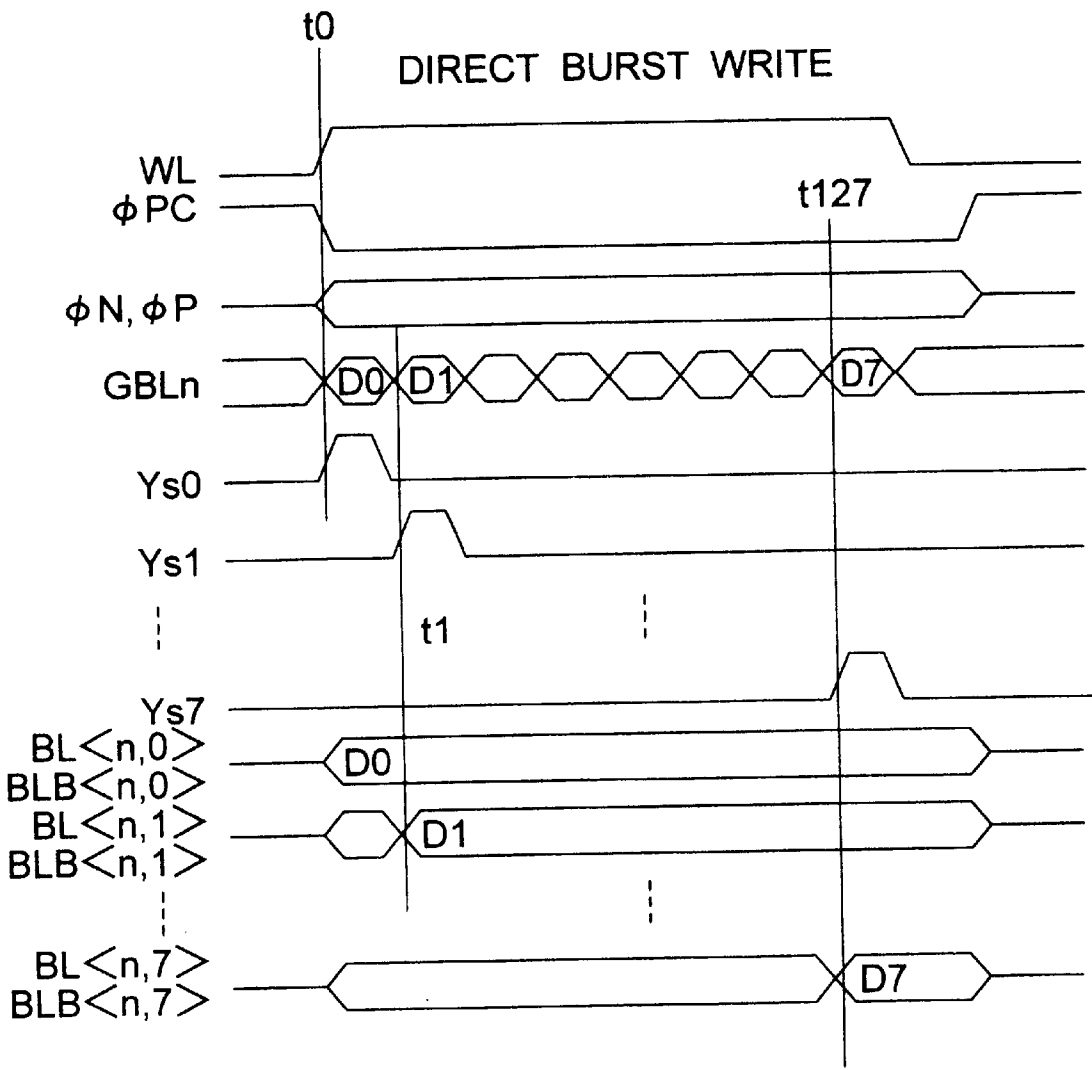 t0
DIRECT BURST WRITE
WL
t127
φPC
φN, φP
GBLn
D0
D1
D7
Ys0
Ys1
t1
Ys7
BL<n,0>
BLB<n,0>
D0
BL<n,1>
BLB<n,1>
D1
BL<n,7>
BLB<n,7>
D7